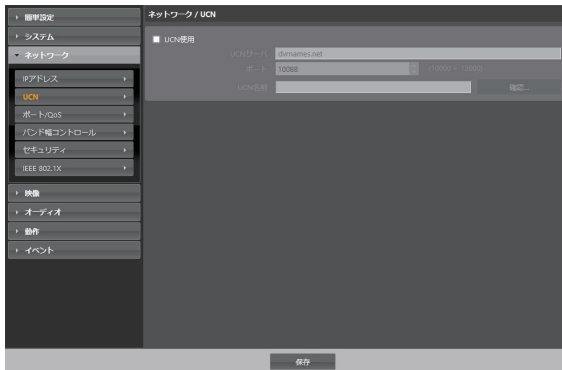 簡単設定
システム
ネットワーク
IPアドレス
UCN
ポート/QoS
バンド幅コントロール
セキュリティ
IEEE 802.1X
映像
オーディオ
動作
イベント
ネットワーク / UCN
UCN使用
UCNサーバ dvrnames.net
ポート 10088 (10000 ~ 12000)
UCN名前 確認...
保存